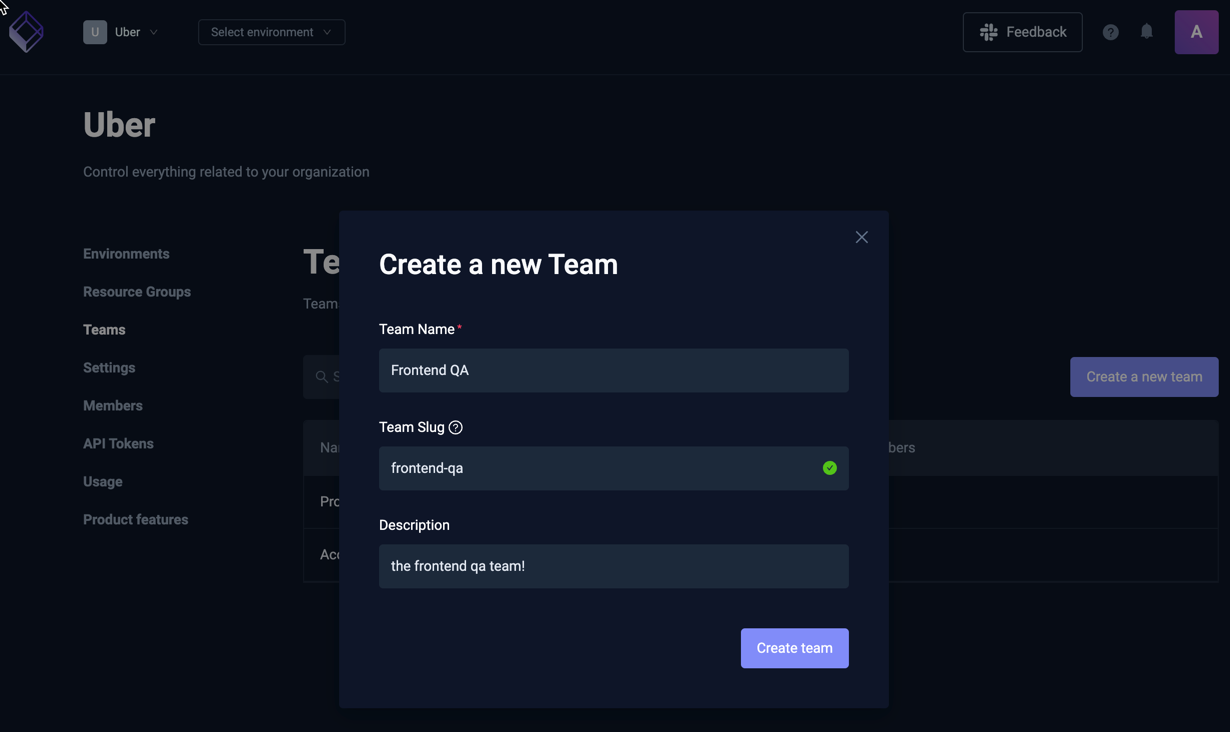 U Uber
Select environment
Feedback
?
A
Uber
Control everything related to your organization
Environments
Resource Groups
Teams
Settings
Members
API Tokens
Usage
Product features
Te
Team
S
Create a new team
Na
bers
Pro
Acc
Create a new Team
Team Name*
Frontend QA
Team Slug ?
frontend-qa
Description
the frontend qa team!
Create team